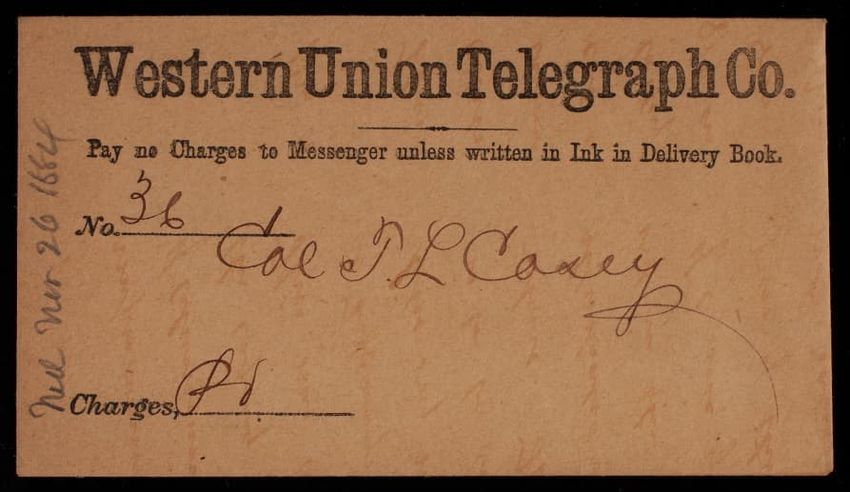 Western Union Telegraph Co.
Pay no Charges to Messenger unless written in Ink in Delivery Book.
No. 36
Col T L Casey
Charges, Pd
Nov 26 1884